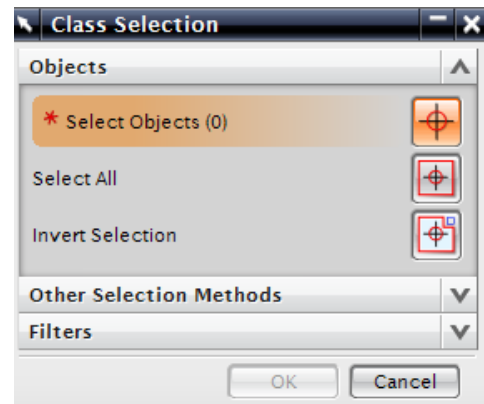 Class Selection
Objects
* Select Objects (0)
Select All
Invert Selection
Other Selection Methods
Filters
OK Cancel